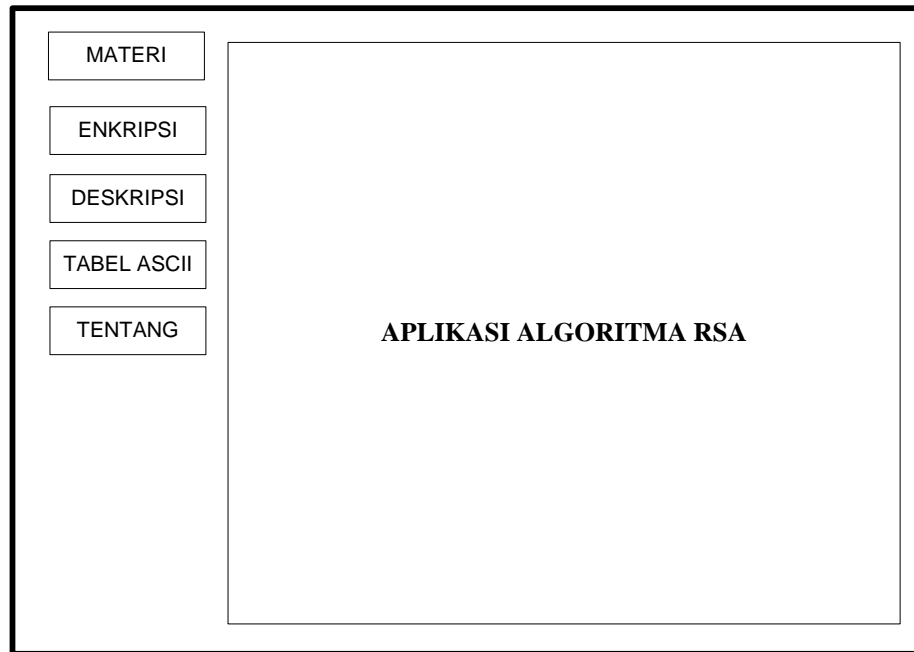 MATERI
ENKRIPSI
DESKRIPSI
TABEL ASCII
TENTANG
APLIKASI ALGORITMA RSA